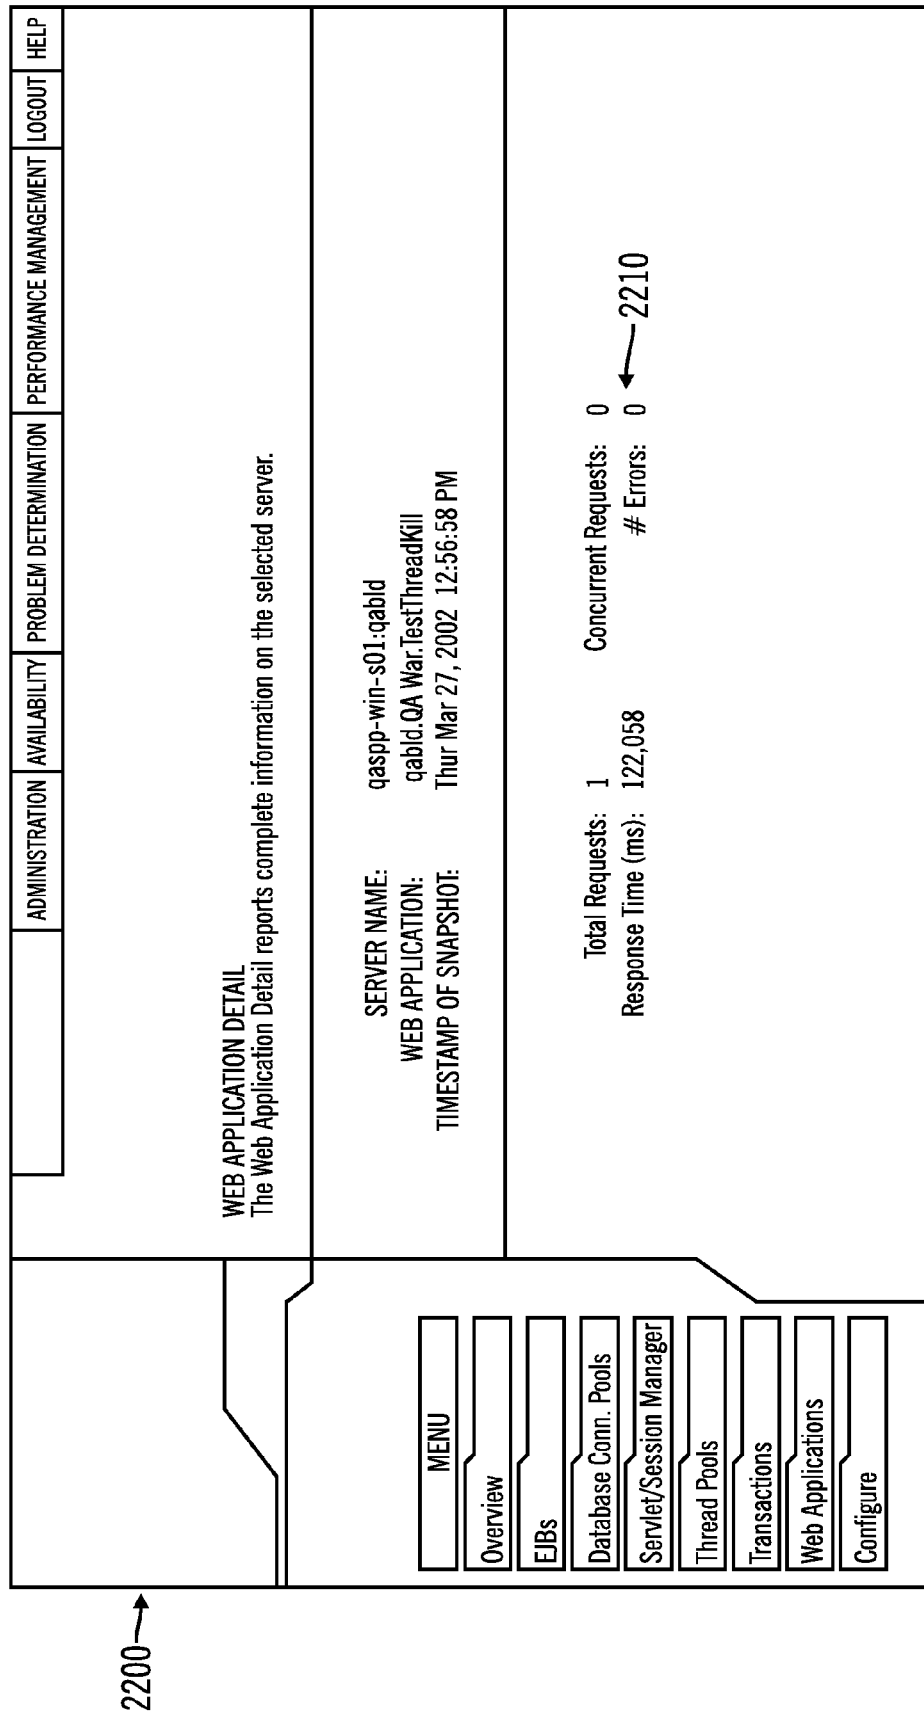 ADMINISTRATION AVAILABILITY PROBLEM DETERMINATION PERFORMANCE MANAGEMENT LOGOUT HELP
2200
WEB APPLICATION DETAIL
The Web Application Detail reports complete information on the selected server.
SERVER NAME: qaspp-win-s01:qabld
WEB APPLICATION: qabld.QA War.TestThreadKill
TIMESTAMP OF SNAPSHOT: Thur Mar 27, 2002 12:56:58 PM
MENU
Overview
EJBs
Database Conn. Pools
Servlet/Session Manager
Thread Pools
Transactions
Web Applications
Configure
Total Requests: 1 Concurrent Requests: 0
Response Time (ms): 122,058 # Errors: 0
2210